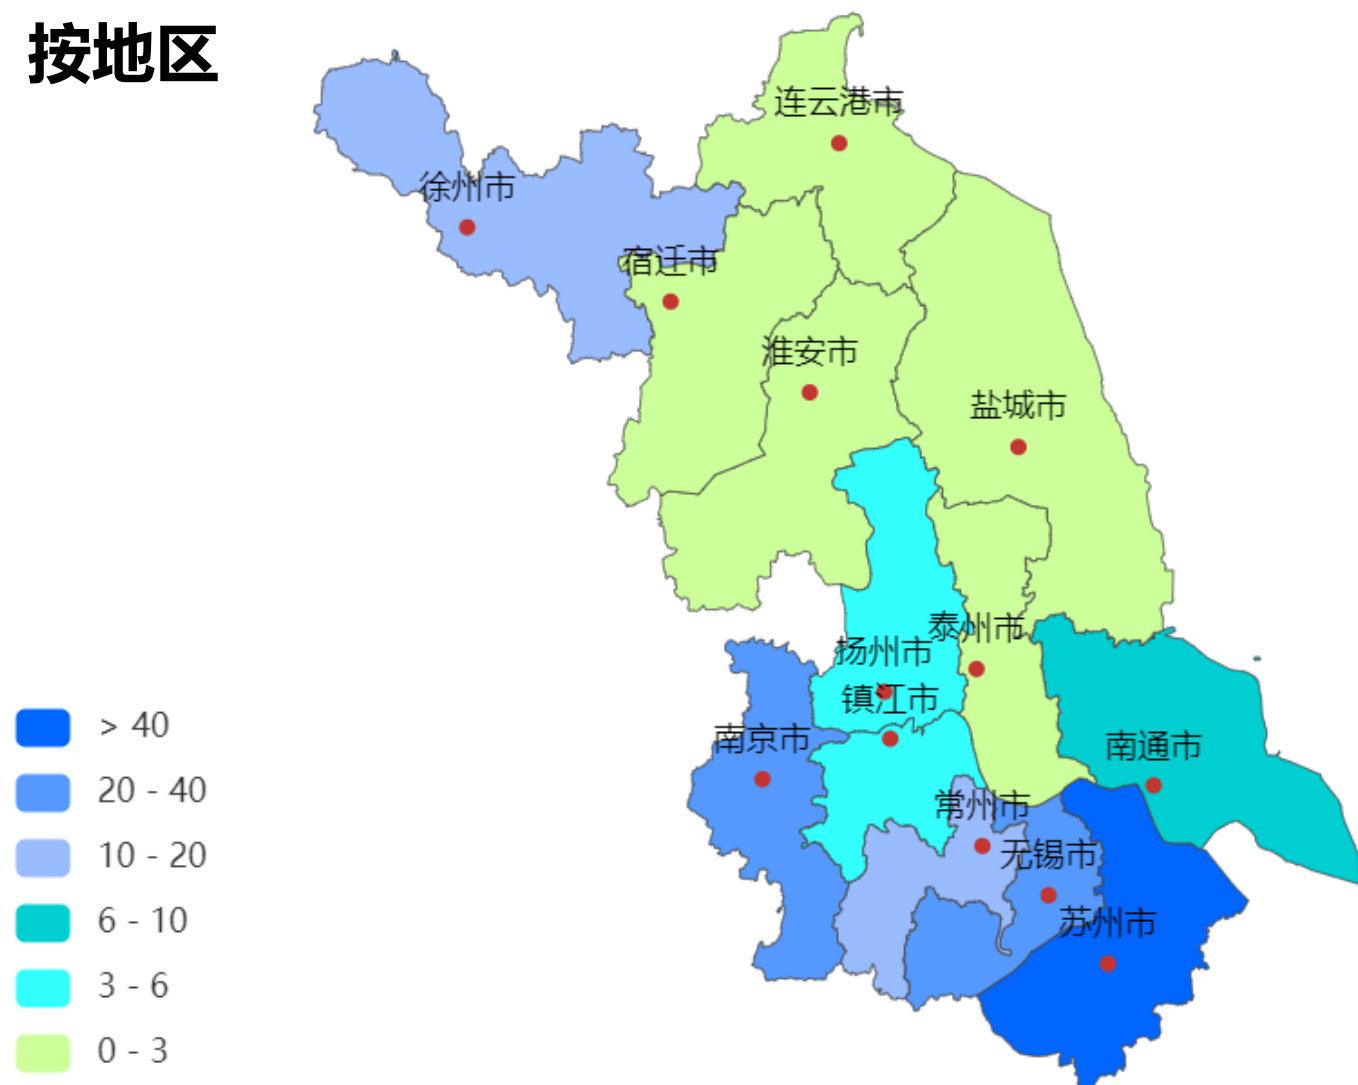 按地区
连云港市
徐州市
宿迁市
淮安市
盐城市
泰州市
扬州市
镇江市
南京市
南通市
常州市
无锡市
苏州市
> 40
20 - 40
10 - 20
6 - 10
3 - 6
0 - 3